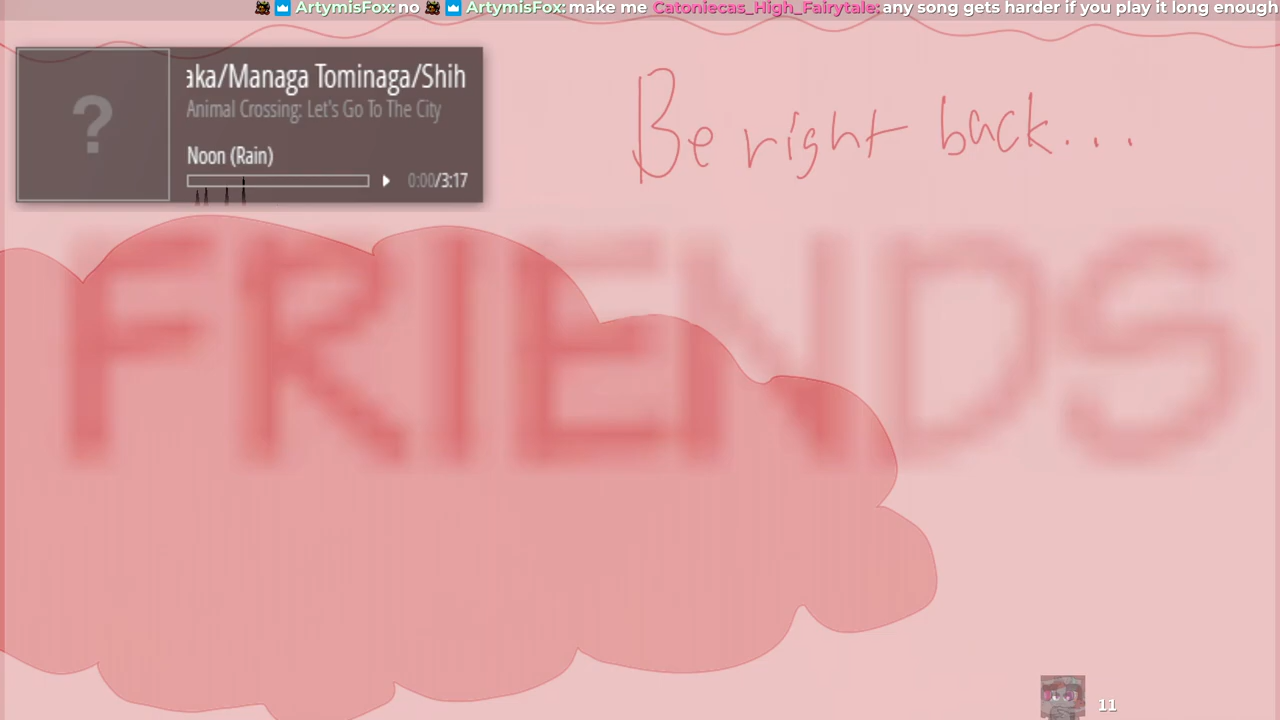 ArtymisFox: no ArtymisFox: make me Catoniecas_High_Fairytale: any song gets harder if you play it long enough
aka/Managa Tominaga/Shih
Animal Crossing: Let's Go To The City
Noon (Rain)
0:00/3:17
?
Be right back...
FRIENDS
11